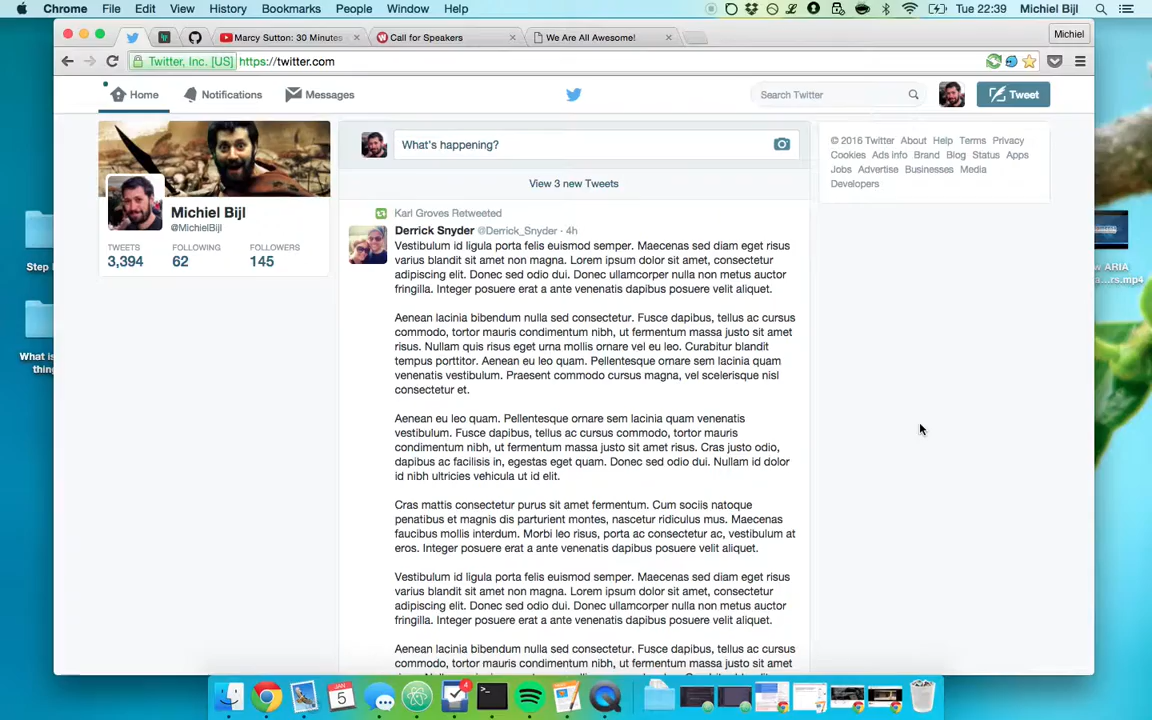 Chrome File Edit View History Bookmarks People Window Help Tue 22:39 Michiel Bijl
Marcy Sutton: 30 Minutes Call for Speakers We Are All Awesome! Michiel
Twitter, Inc. [US] https://twitter.com
Home Notifications Messages Search Twitter Tweet
What's happening?
View 3 new Tweets
Michiel Bijl
@MichielBijl
TWEETS FOLLOWING FOLLOWERS
3,394 62 145
Karl Groves Retweeted
Derrick Snyder @Derrick_Snyder · 4h
Vestibulum id ligula porta felis euismod semper. Maecenas sed diam eget risus
varius blandit sit amet non magna. Lorem ipsum dolor sit amet, consectetur
adipiscing elit. Donec sed odio dui. Donec ullamcorper nulla non metus auctor
fringilla. Integer posuere erat a ante venenatis dapibus posuere velit aliquet.
Aenean lacinia bibendum nulla sed consectetur. Fusce dapibus, tellus ac cursus
commodo, tortor mauris condimentum nibh, ut fermentum massa justo sit amet
risus. Nullam quis risus eget urna mollis ornare vel eu leo. Curabitur blandit
tempus porttitor. Aenean eu leo quam. Pellentesque ornare sem lacinia quam
venenatis vestibulum. Praesent commodo cursus magna, vel scelerisque nisl
consectetur et.
Aenean eu leo quam. Pellentesque ornare sem lacinia quam venenatis
vestibulum. Fusce dapibus, tellus ac cursus commodo, tortor mauris
condimentum nibh, ut fermentum massa justo sit amet risus. Cras justo odio,
dapibus ac facilisis in, egestas eget quam. Donec sed odio dui. Nullam id dolor
id nibh ultricies vehicula ut id elit.
Cras mattis consectetur purus sit amet fermentum. Cum sociis natoque
penatibus et magnis dis parturient montes, nascetur ridiculus mus. Maecenas
faucibus mollis interdum. Morbi leo risus, porta ac consectetur ac, vestibulum at
eros. Integer posuere erat a ante venenatis dapibus posuere velit aliquet.
Vestibulum id ligula porta felis euismod semper. Maecenas sed diam eget risus
varius blandit sit amet non magna. Lorem ipsum dolor sit amet, consectetur
adipiscing elit. Donec sed odio dui. Donec ullamcorper nulla non metus auctor
fringilla. Integer posuere erat a ante venenatis dapibus posuere velit aliquet.
Aenean lacinia bibendum nulla sed consectetur. Fusce dapibus, tellus ac cursus
commodo, tortor mauris condimentum nibh, ut fermentum massa justo sit amet
© 2016 Twitter About Help Terms Privacy
Cookies Ads info Brand Blog Status Apps
Jobs Advertise Businesses Media
Developers
Step
What is
thing
ARIA
rs.mp4
JAN
5
4